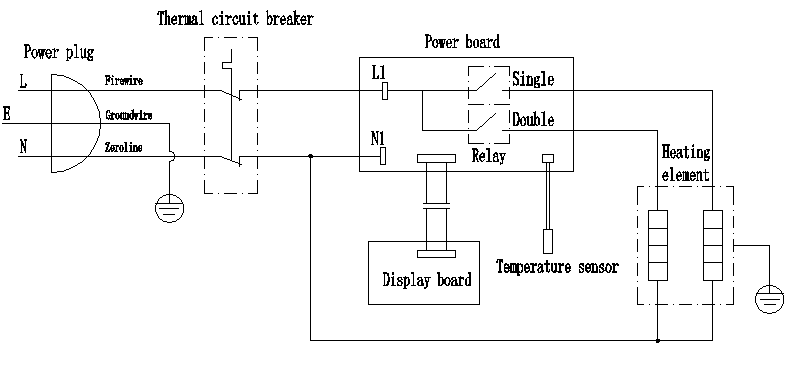 Thermal circuit breaker
Power plug
Power board
L
Firewire
L1
Single
E
Groundwire
Double
N
Zeroline
N1
Relay
Heating
element
Temperature sensor
Display board